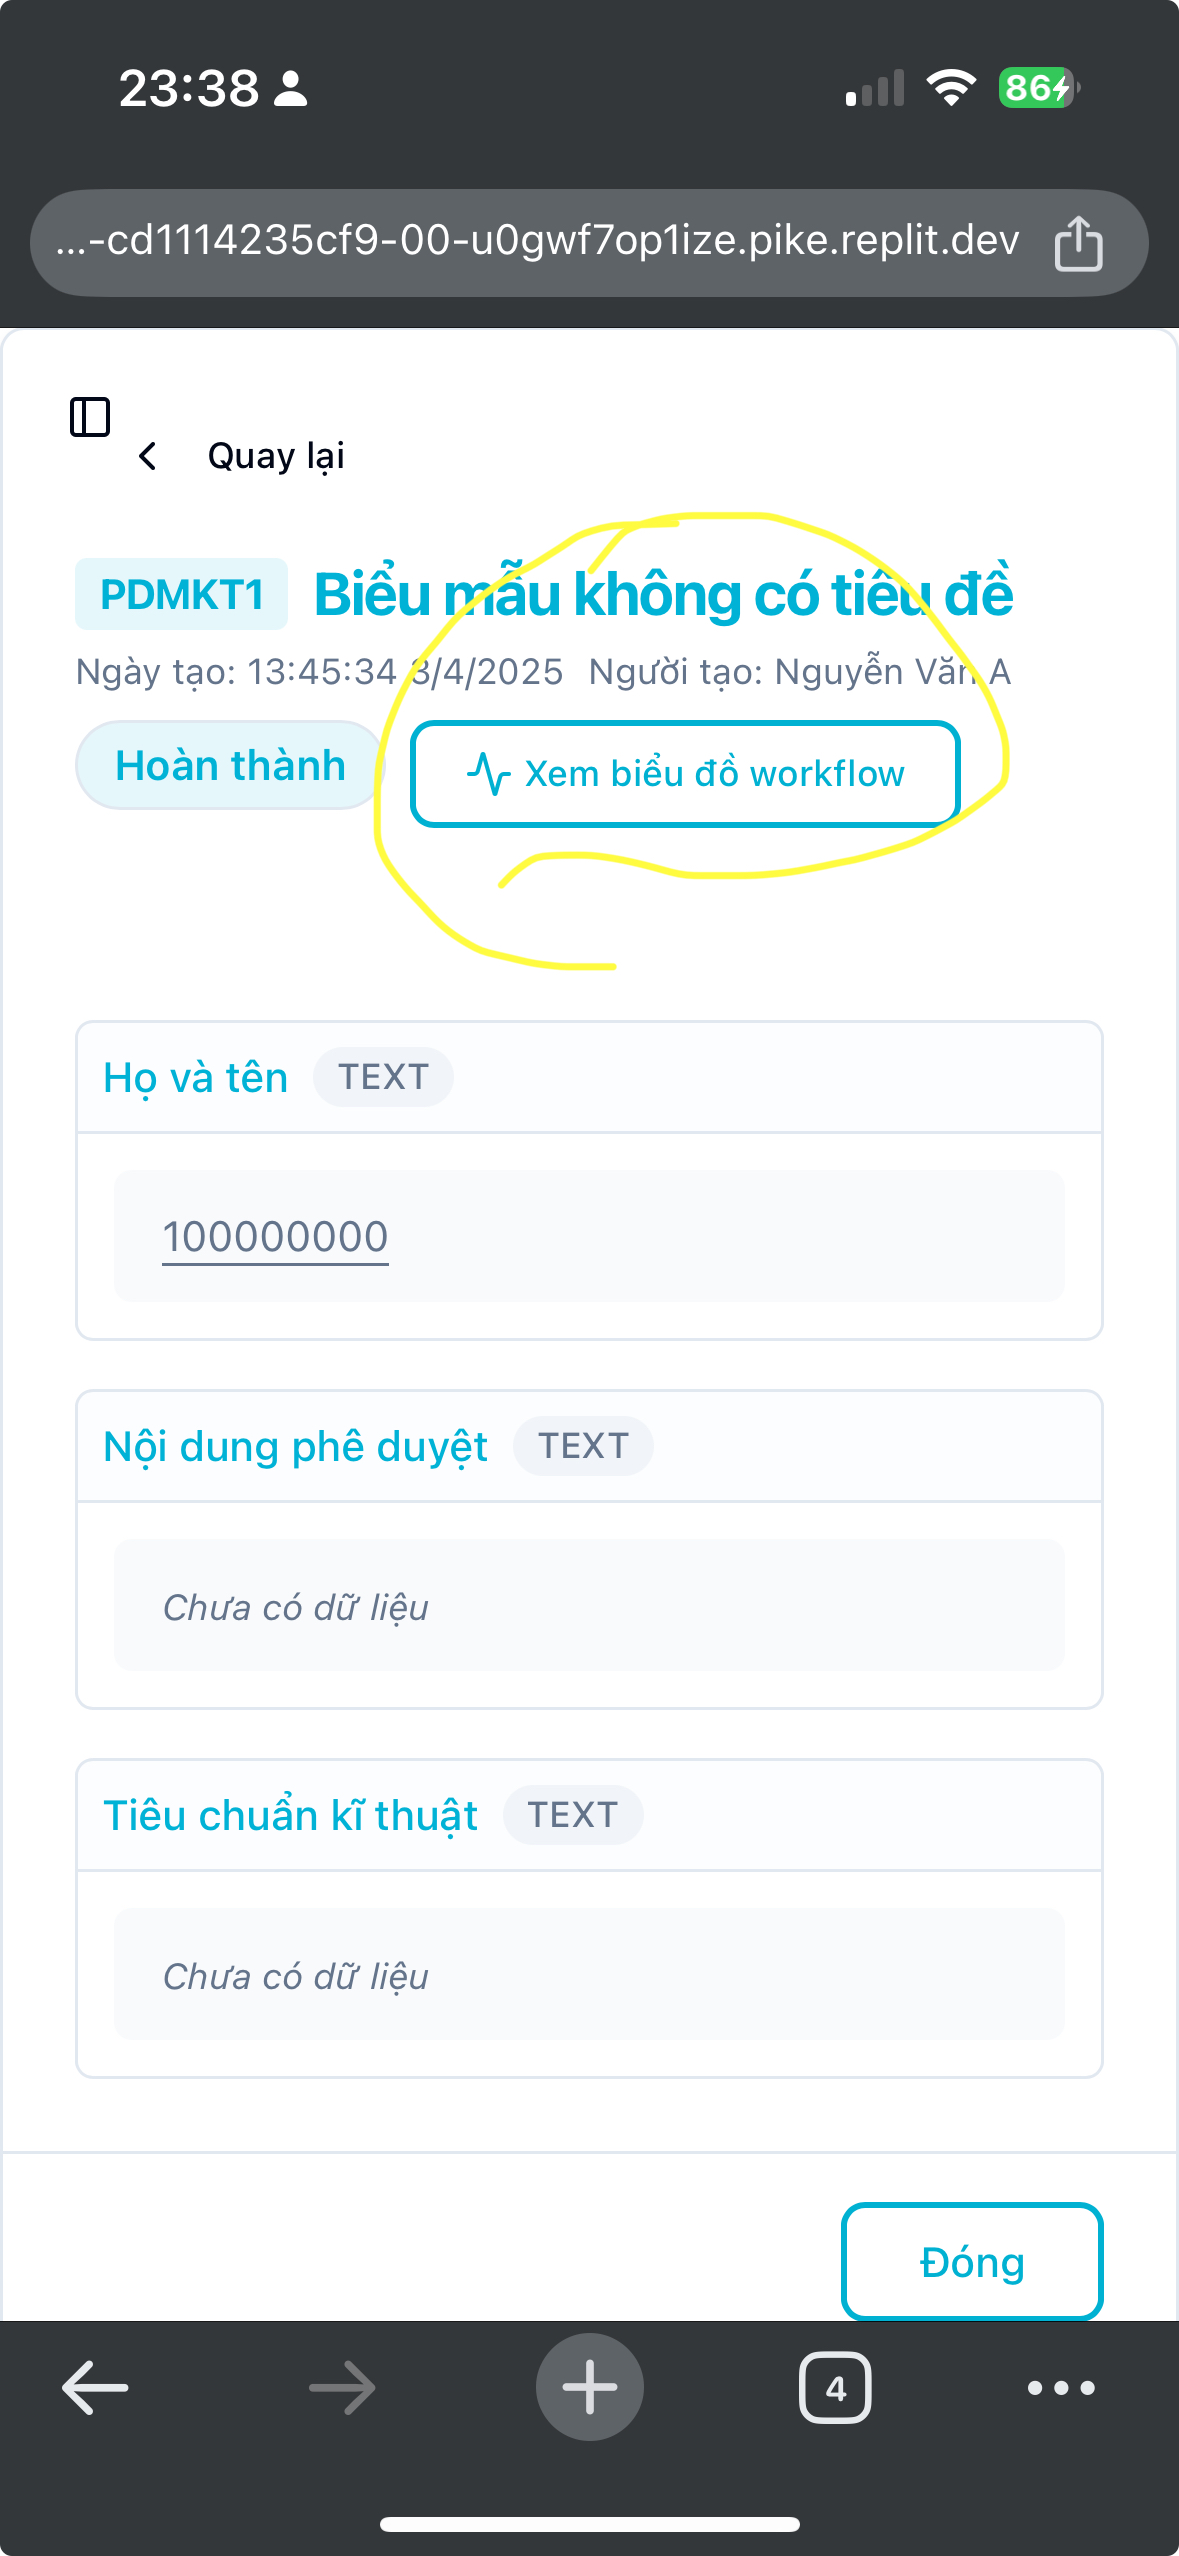 23:38
86
...-cd1114235cf9-00-u0gwf7op1ize.pike.replit.dev
Quay lại
PDMKT1 Biểu mẫu không có tiêu đề
Ngày tạo: 13:45:34 3/4/2025 Người tạo: Nguyễn Văn A
Hoàn thành Xem biểu đồ workflow
Họ và tên TEXT
100000000
Nội dung phê duyệt TEXT
Chưa có dữ liệu
Tiêu chuẩn kĩ thuật TEXT
Chưa có dữ liệu
Đóng
4